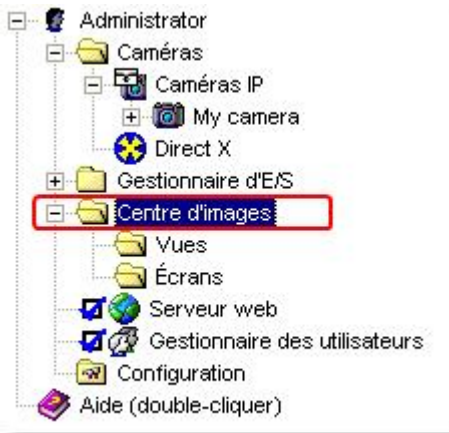 Administrator
Caméras
Caméras IP
My camera
Direct X
Gestionnaire d'E/S
Centre d'images
Vues
Écrans
Serveur web
Gestionnaire des utilisateurs
Configuration
Aide (double-cliquer)